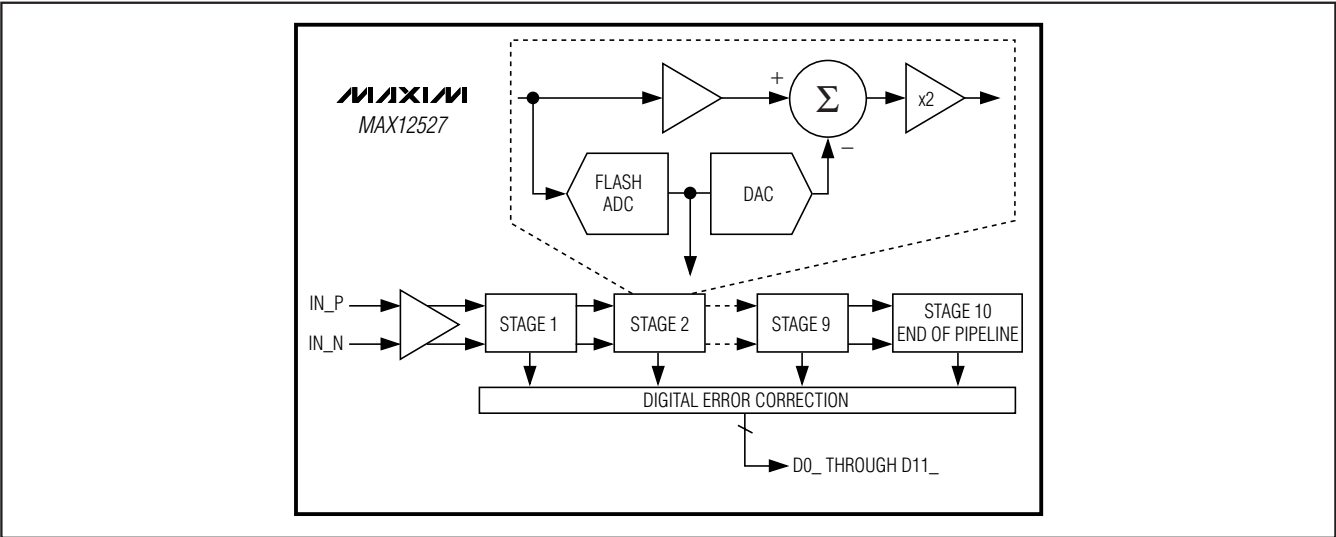 MAXIM
MAX12527
+
Σ
x2
−
FLASH
ADC
DAC
IN_P
IN_N
STAGE 1
STAGE 2
STAGE 9
STAGE 10
END OF PIPELINE
DIGITAL ERROR CORRECTION
D0_ THROUGH D11_